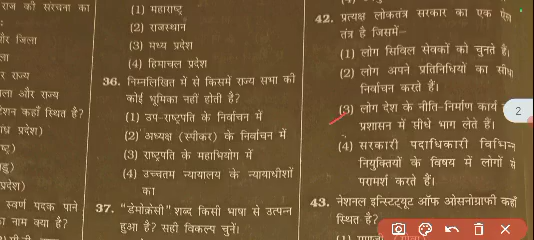 राज की संरचना का
और जिला
ला
र राज्य
ला और राज्य
टेशन कहाँ स्थित है?
ध्र प्रदेश)
ष्ट्र)
प्रदेश)
स्वर्ण पदक पाने
नाम क्या है?
(1) महाराष्ट्र
(2) राजस्थान
(3) मध्य प्रदेश
(4) हिमाचल प्रदेश
36. निम्नलिखित में से किसमें राज्य सभा की
कोई भूमिका नहीं होती है?
(1) उप-राष्ट्रपति के निर्वाचन में
(2) अध्यक्ष (स्पीकर) के निर्वाचन में
(3) राष्ट्रपति के महाभियोग में
(4) उच्चतम न्यायालय के न्यायाधीशों
का
37. "डेमोक्रेसी" शब्द किसी भाषा से उत्पन्न
हुआ है? सही विकल्प चुनें।
42. प्रत्यक्ष लोकतंत्र सरकार का एक ऐसा
तंत्र है जिसमें–
(1) लोग सिविल सेवकों को चुनते हैं।
(2) लोग अपने प्रतिनिधियों का सीधा
निर्वाचन करते हैं।
(3) लोग देश के नीति-निर्माण कार्य
प्रशासन में सीधे भाग लेते हैं।
(4) सरकारी पदाधिकारी विभिन्न
नियुक्तियों के विषय में लोगों से
परामर्श करते हैं।
43. नेशनल इन्स्टिट्यूट ऑफ ओसनोग्राफी कहाँ
स्थित है?
2